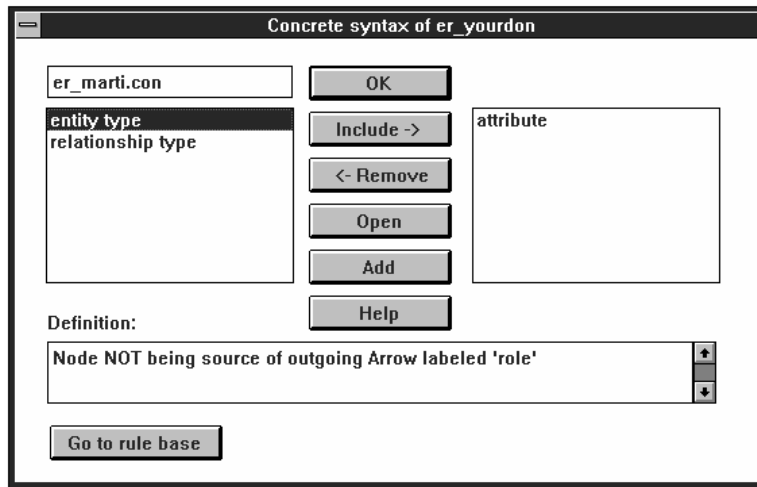 Concrete syntax of er_yourdon
er_marti.con
OK
entity type
relationship type
Include ->
<- Remove
Open
Add
Help
attribute
Definition:
Node NOT being source of outgoing Arrow labeled 'role'
Go to rule base